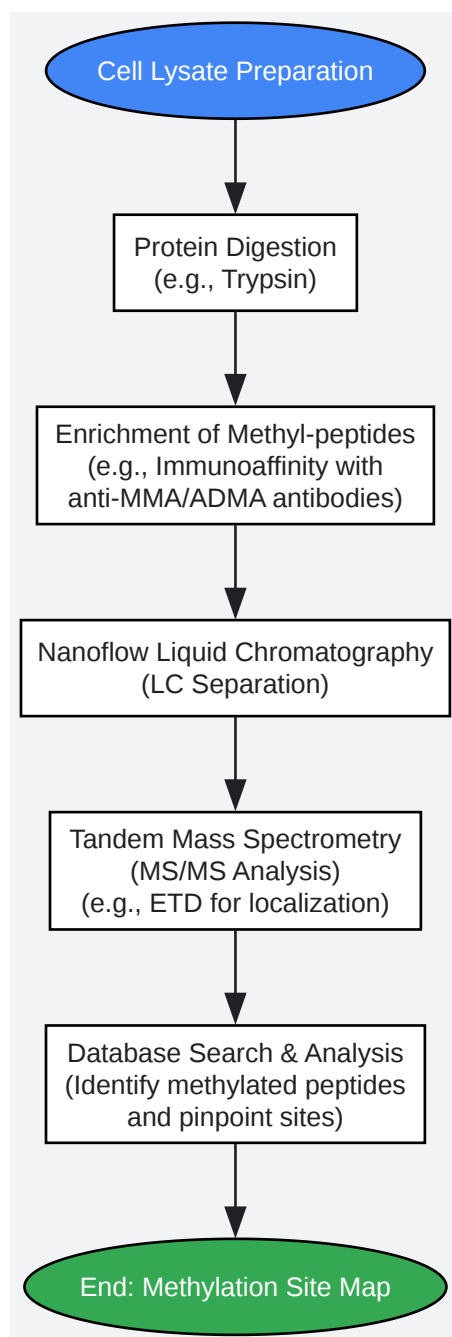 Cell Lysate Preparation
Protein Digestion
(e.g., Trypsin)
Enrichment of Methyl-peptides
(e.g., Immunoaffinity with
anti-MMA/ADMA antibodies)
Nanoflow Liquid Chromatography
(LC Separation)
Tandem Mass Spectrometry
(MS/MS Analysis)
(e.g., ETD for localization)
Database Search & Analysis
(Identify methylated peptides
and pinpoint sites)
End: Methylation Site Map